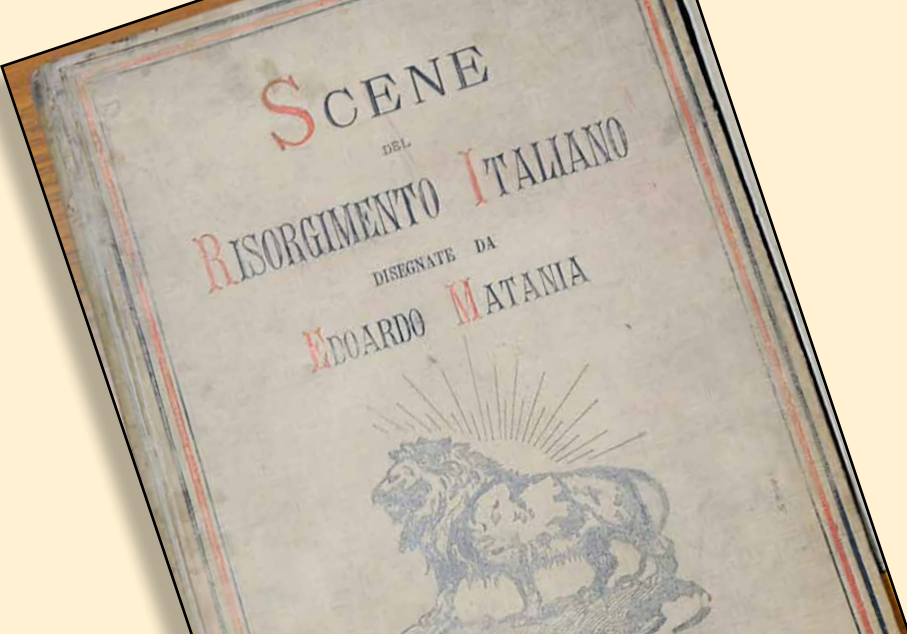 SCENE
DEL
RISORGIMENTO ITALIANO
DISEGNATE DA
EDOARDO MATANIA